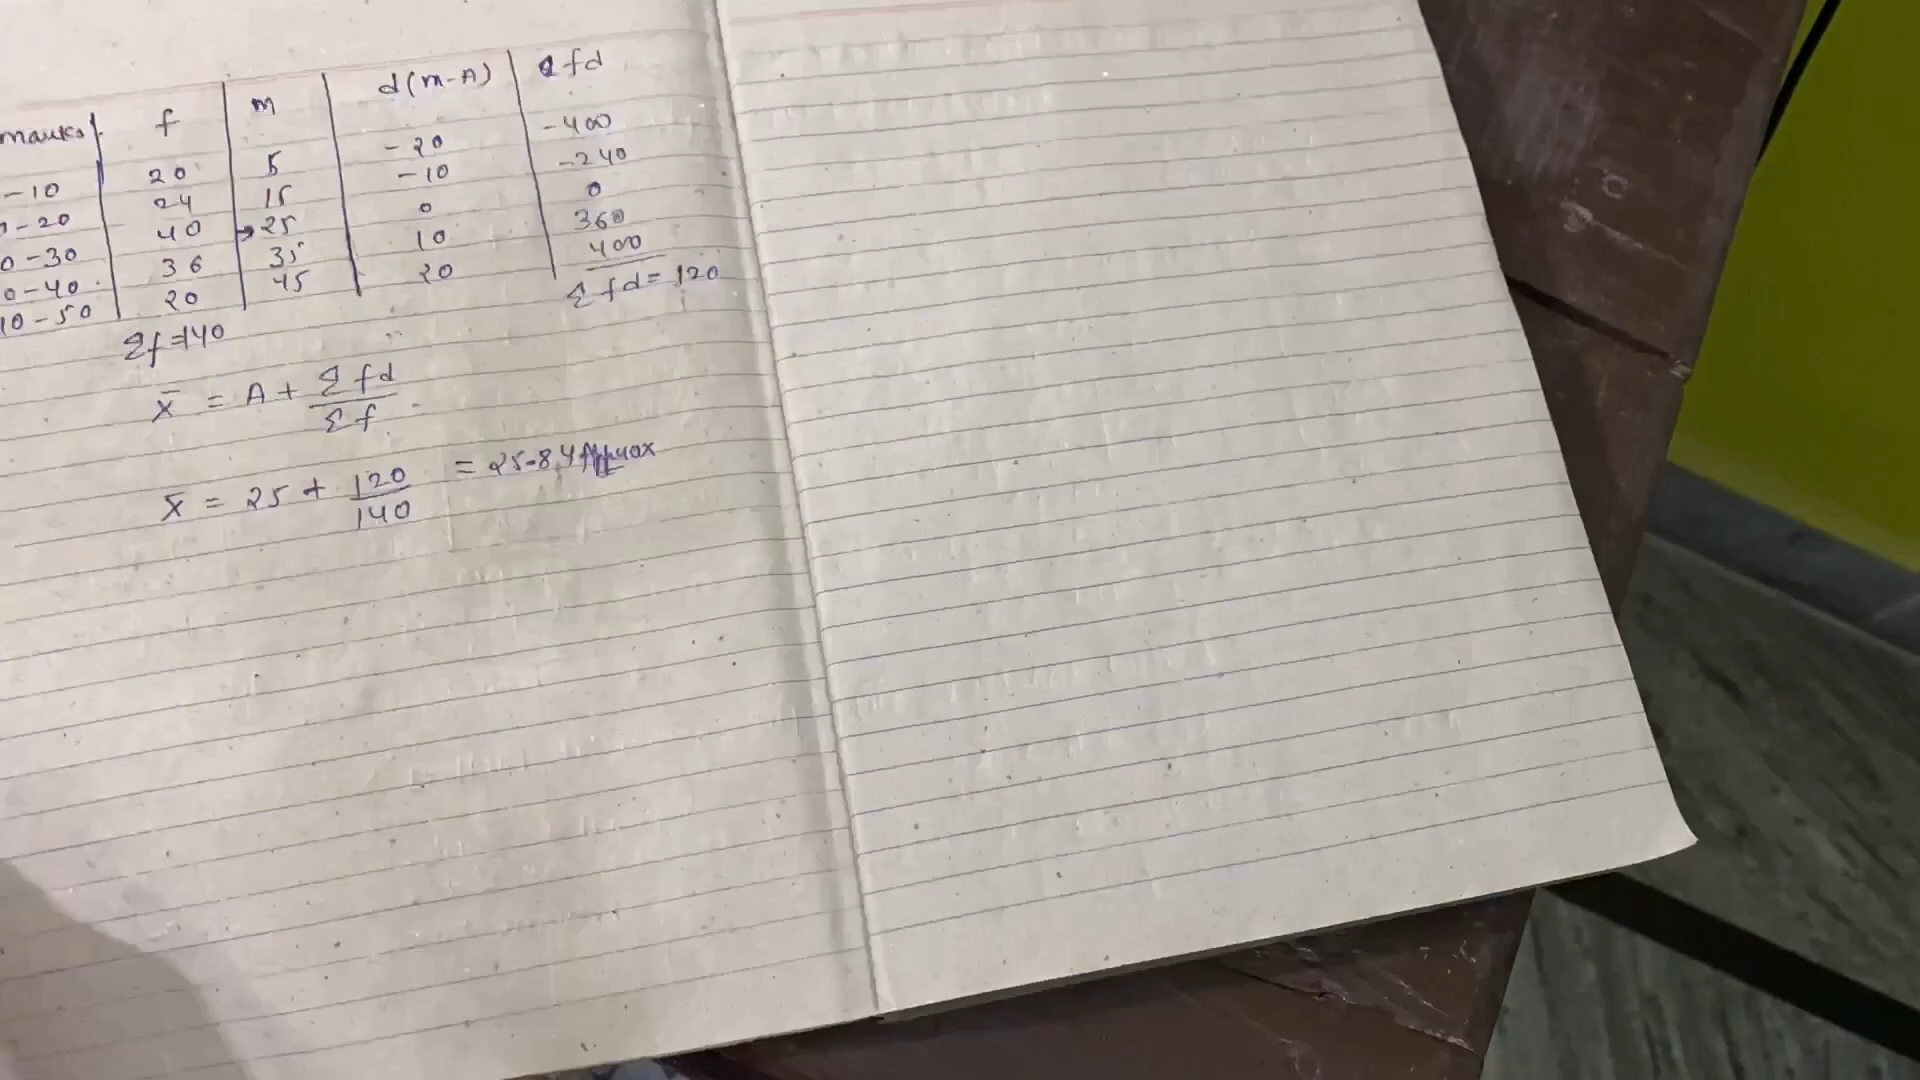 marks f m d(m-A) fd
-10 20 5 -20 -400
-20 24 15 -10 -240
0-30 40 → 25 0 0
0-40 36 35 10 360
10-50 20 45 20 400
Σf=140 Σfd=120
x̄ = A + Σfd/Σf
x̄ = 25 + 120/140 = 25.84 Approx